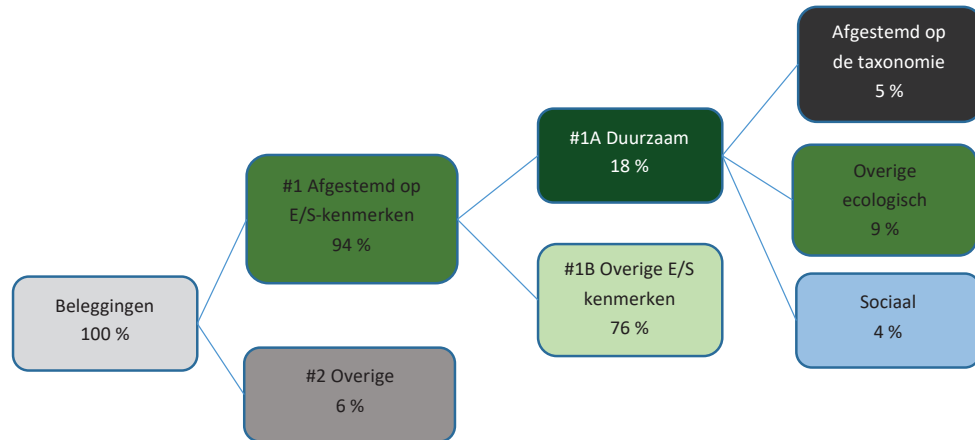 Beleggingen
100 %
#1 Afgestemd op
E/S-kenmerken
94 %
#2 Overige
6 %
#1A Duurzaam
18 %
#1B Overige E/S
kenmerken
76 %
Afgestemd op
de taxonomie
5 %
Overige
ecologisch
9 %
Sociaal
4 %